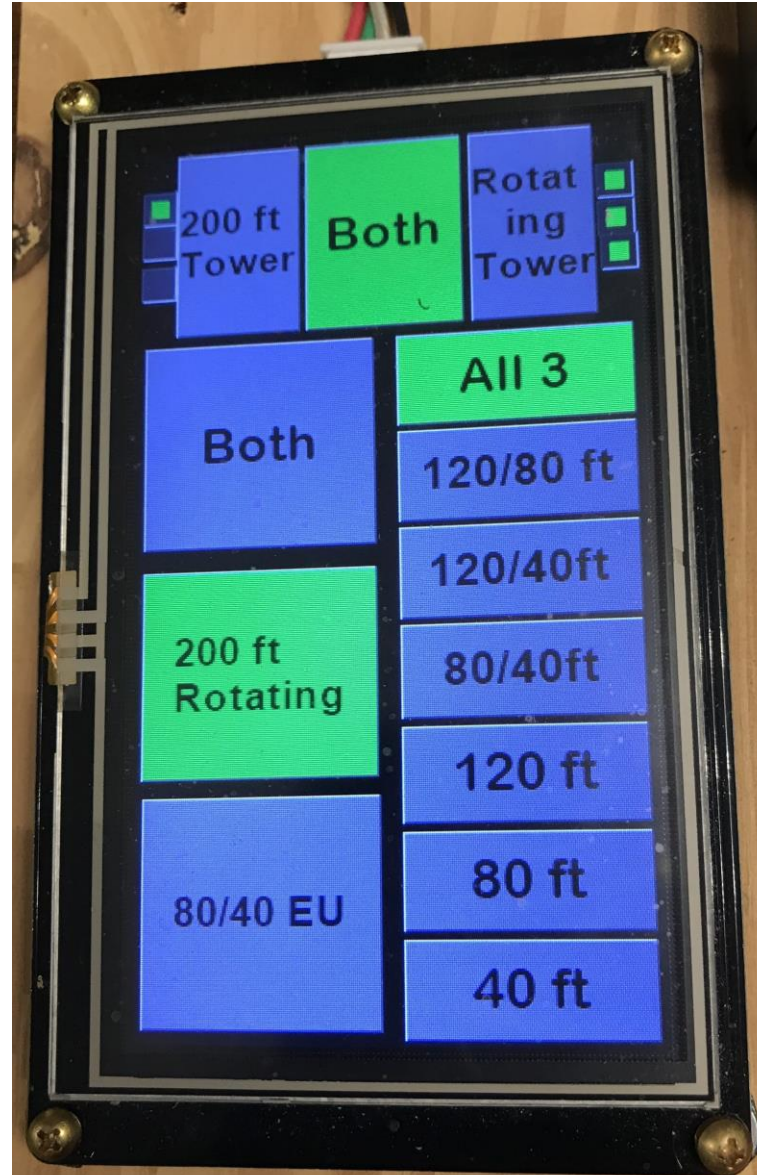 200 ft
Tower
Both
Rotat
ing
Tower
Both
All 3
120/80 ft
120/40ft
80/40ft
200 ft
Rotating
120 ft
80/40 EU
80 ft
40 ft